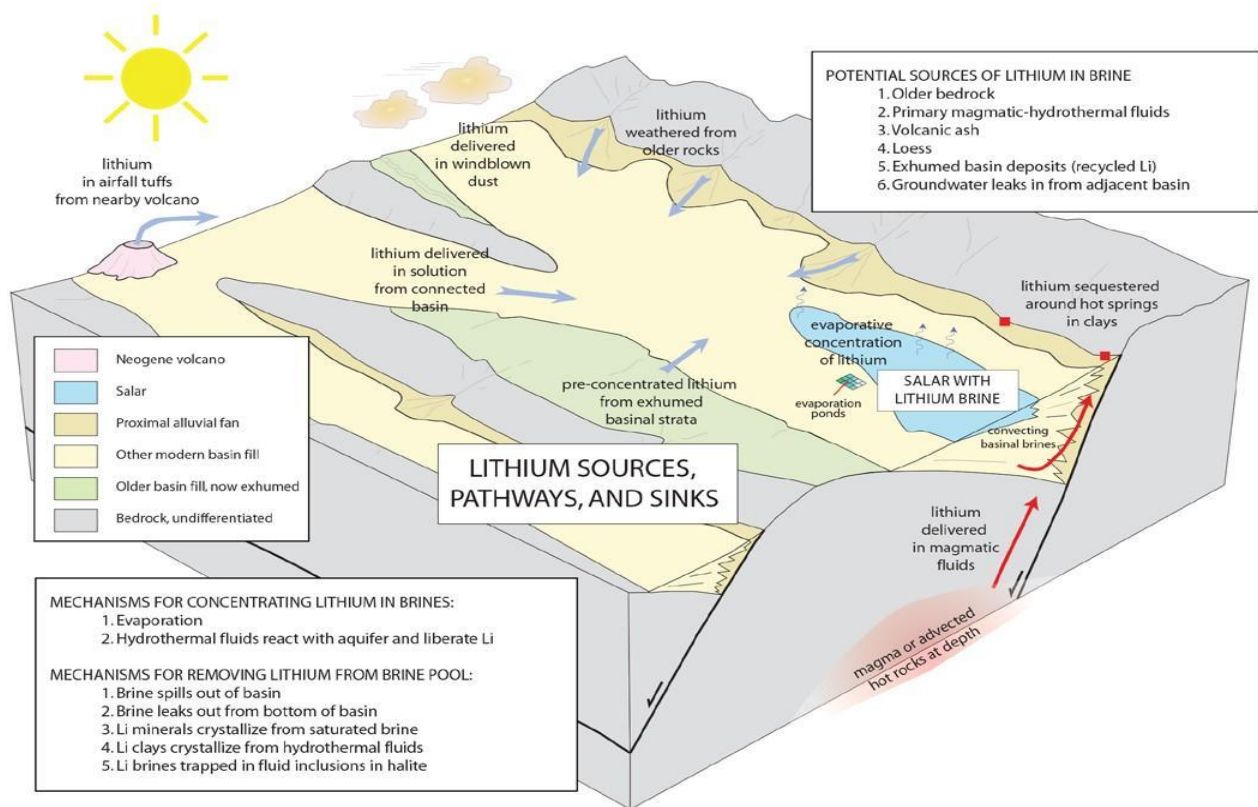 lithium
in airfall tuffs
from nearby volcano
lithium
delivered
in windblown
dust
lithium
weathered from
older rocks
POTENTIAL SOURCES OF LITHIUM IN BRINE
1. Older bedrock
2. Primary magmatic-hydrothermal fluids
3. Volcanic ash
4. Loess
5. Exhumed basin deposits (recycled Li)
6. Groundwater leaks in from adjacent basin
lithium delivered
in solution
from connected
basin
lithium sequestered
around hot springs
in clays
evaporative
concentration
of lithium
SALAR WITH
LITHIUM BRINE
evaporation
ponds
pre-concentrated lithium
from exhumed
basinal strata
convecting
basinal brines
Neogene volcano
Salar
Proximal alluvial fan
Other modern basin fill
Older basin fill, now exhumed
Bedrock, undifferentiated
LITHIUM SOURCES,
PATHWAYS, AND SINKS
lithium
delivered
in magmatic
fluids
magma or advected
hot rocks at depth
MECHANISMS FOR CONCENTRATING LITHIUM IN BRINES:
1. Evaporation
2. Hydrothermal fluids react with aquifer and liberate Li
MECHANISMS FOR REMOVING LITHIUM FROM BRINE POOL:
1. Brine spills out of basin
2. Brine leaks out from bottom of basin
3. Li minerals crystallize from saturated brine
4. Li clays crystallize from hydrothermal fluids
5. Li brines trapped in fluid inclusions in halite